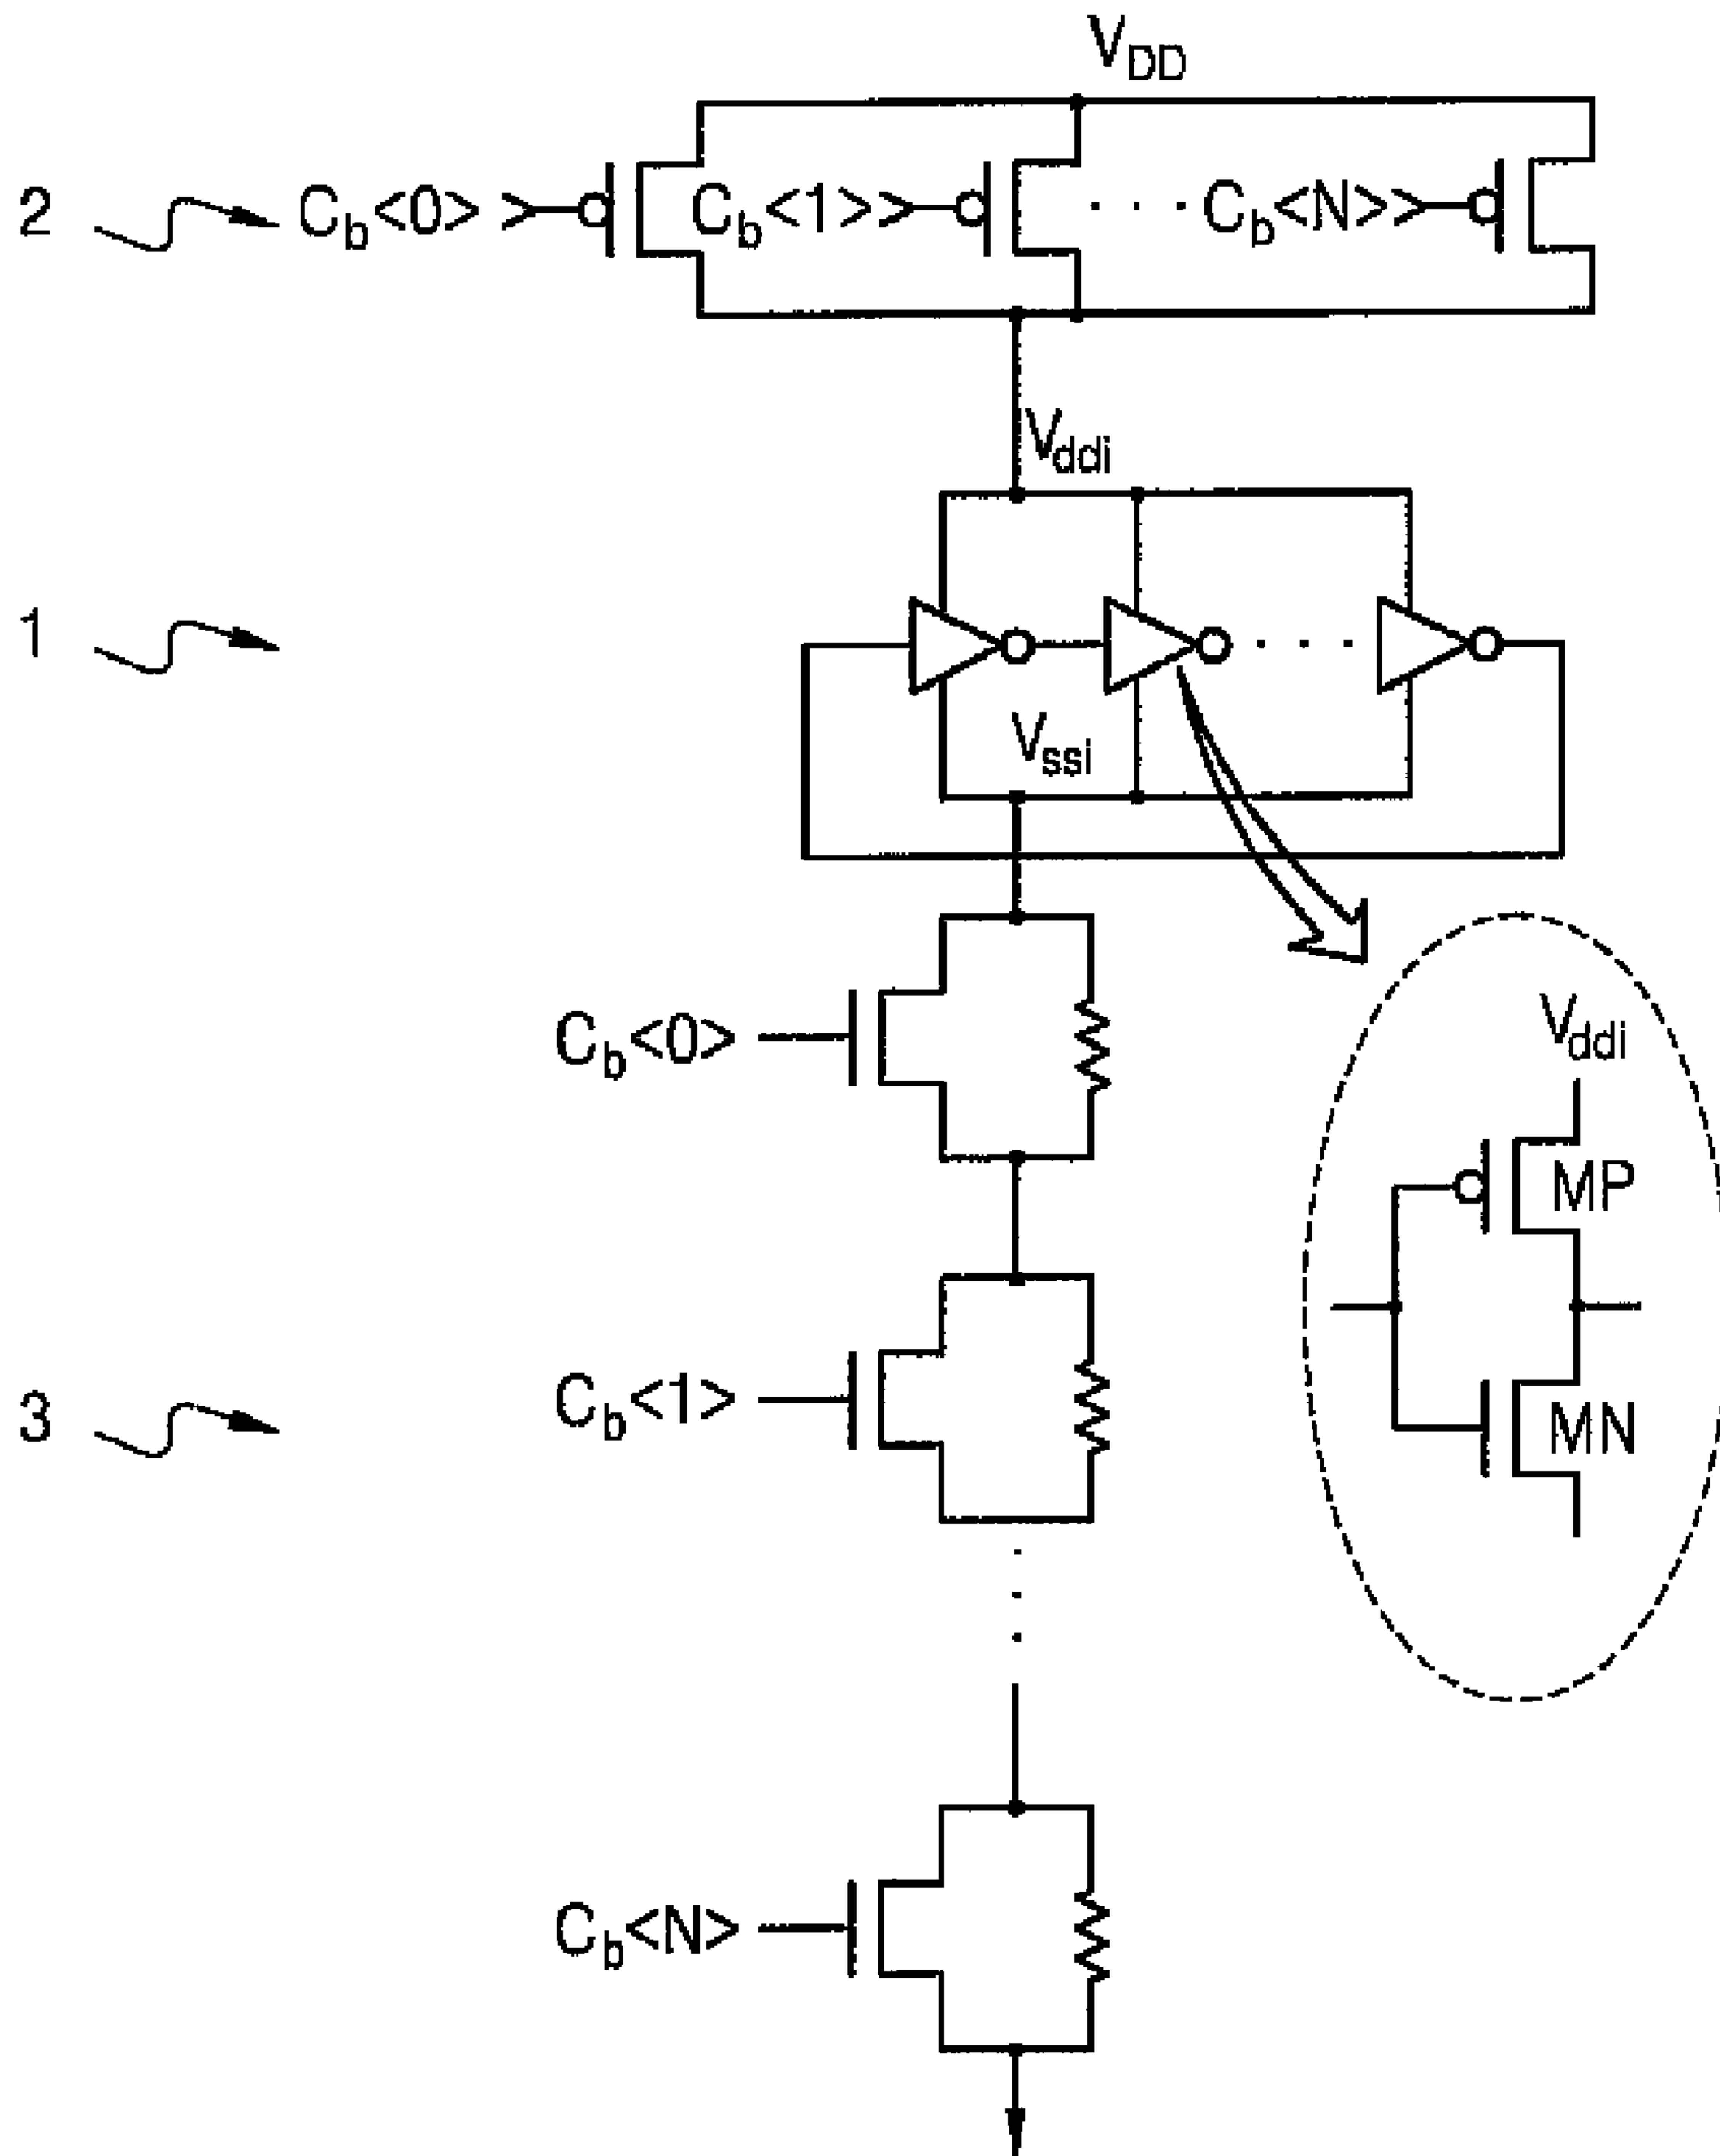 V_DD
2 C_b<0> C_b<1> · · · C_b<N>
V_ddi
1
V_ssi
C_b<0>
V_ddi
MP
3 C_b<1>
MN
C_b<N>